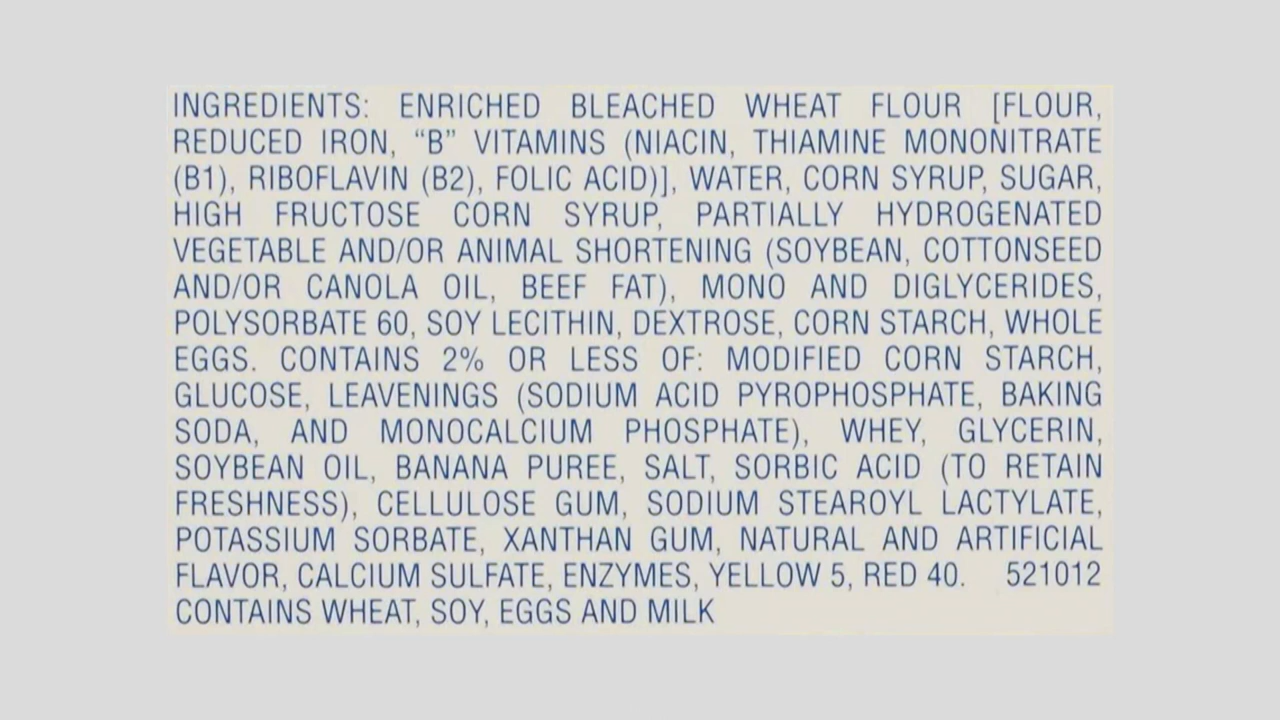 INGREDIENTS: ENRICHED BLEACHED WHEAT FLOUR [FLOUR,
REDUCED IRON, “B” VITAMINS (NIACIN, THIAMINE MONONITRATE
(B1), RIBOFLAVIN (B2), FOLIC ACID)], WATER, CORN SYRUP, SUGAR,
HIGH FRUCTOSE CORN SYRUP, PARTIALLY HYDROGENATED
VEGETABLE AND/OR ANIMAL SHORTENING (SOYBEAN, COTTONSEED
AND/OR CANOLA OIL, BEEF FAT), MONO AND DIGLYCERIDES,
POLYSORBATE 60, SOY LECITHIN, DEXTROSE, CORN STARCH, WHOLE
EGGS. CONTAINS 2% OR LESS OF: MODIFIED CORN STARCH,
GLUCOSE, LEAVENINGS (SODIUM ACID PYROPHOSPHATE, BAKING
SODA, AND MONOCALCIUM PHOSPHATE), WHEY, GLYCERIN,
SOYBEAN OIL, BANANA PUREE, SALT, SORBIC ACID (TO RETAIN
FRESHNESS), CELLULOSE GUM, SODIUM STEAROYL LACTYLATE,
POTASSIUM SORBATE, XANTHAN GUM, NATURAL AND ARTIFICIAL
FLAVOR, CALCIUM SULFATE, ENZYMES, YELLOW 5, RED 40. 521012
CONTAINS WHEAT, SOY, EGGS AND MILK